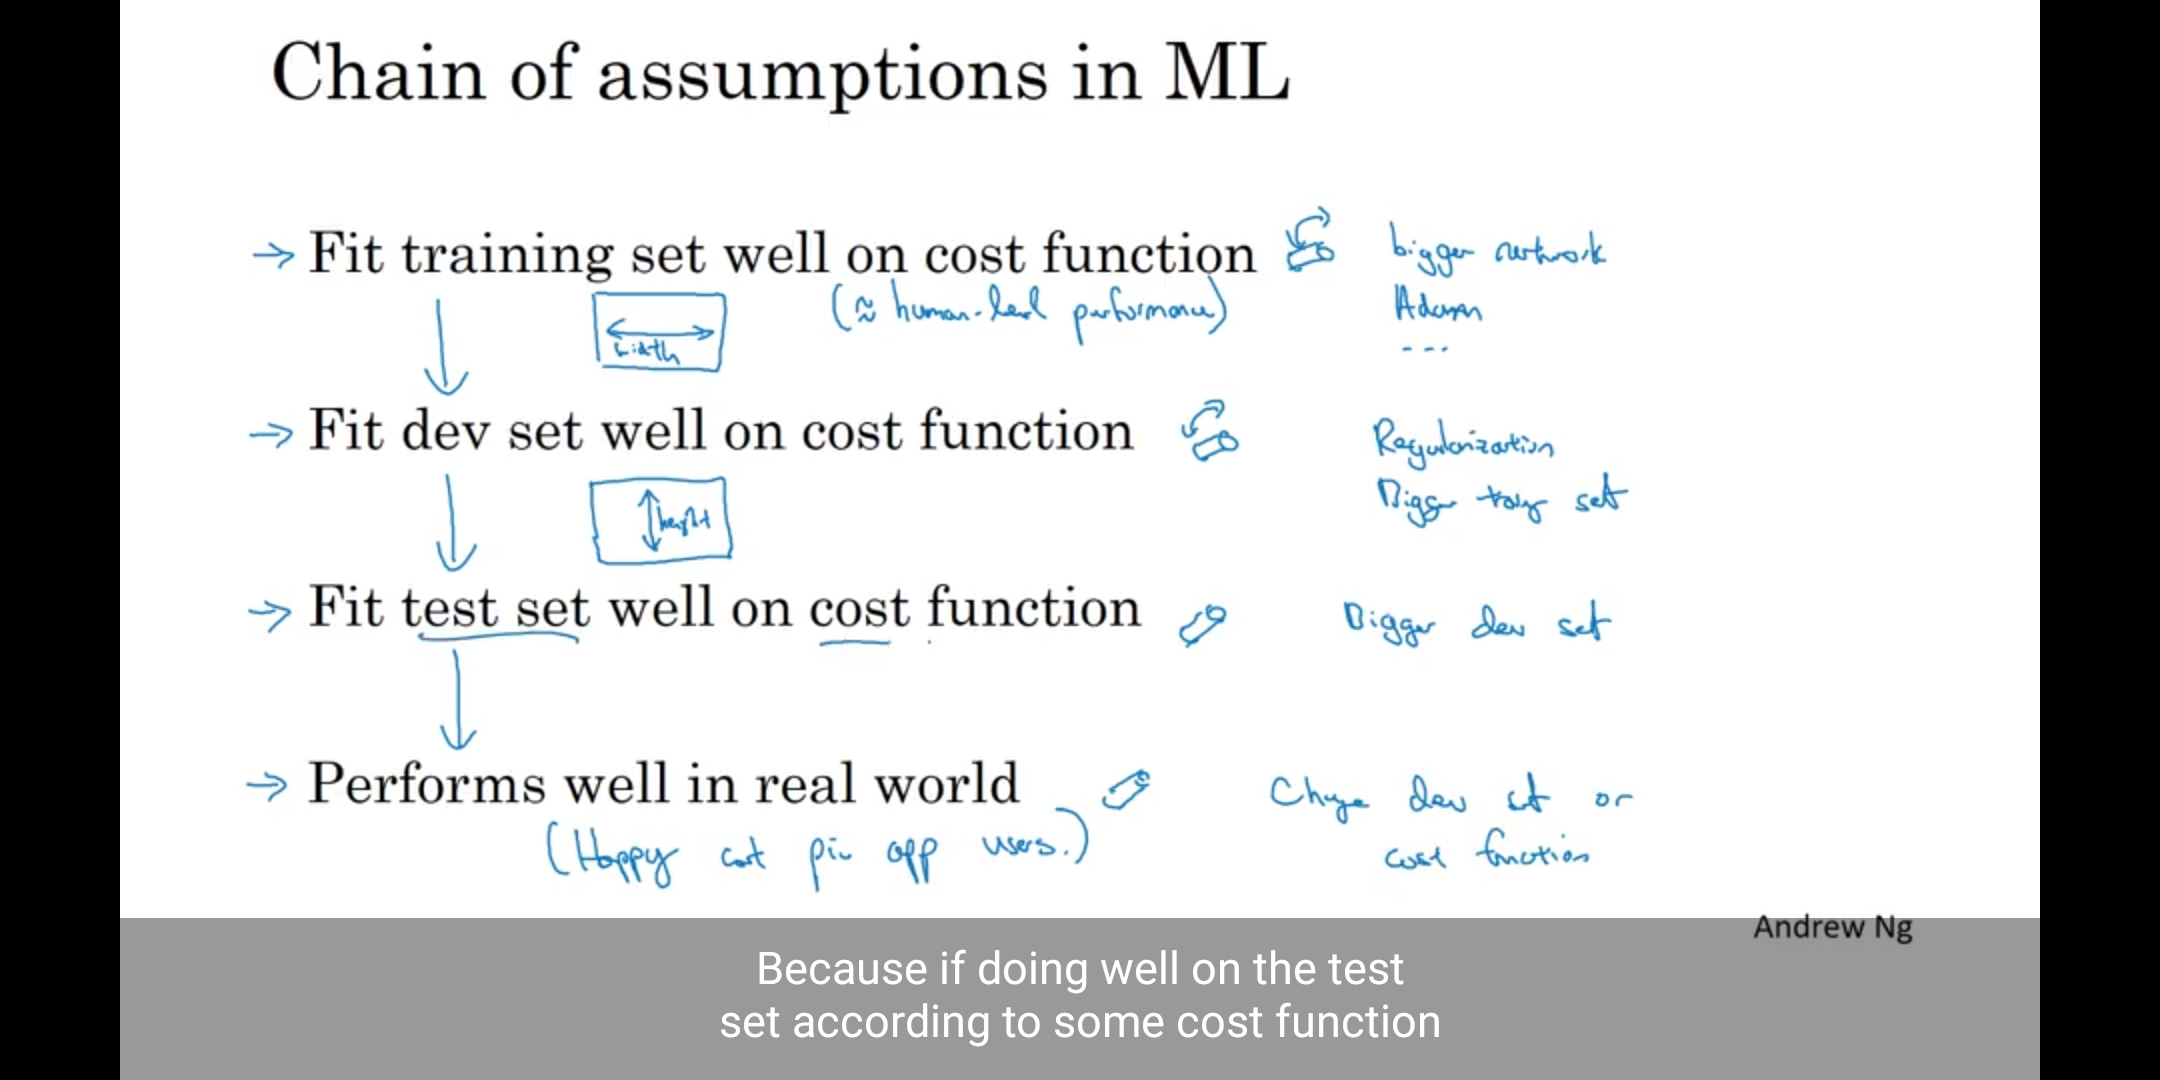 Chain of assumptions in ML
→ Fit training set well on cost function
bigger network
(≈ human-level performance)
Adam
width
...
→ Fit dev set well on cost function
Regularization
Bigger training set
height
→ Fit test set well on cost function
Bigger dev set
→ Performs well in real world
Change dev set or
(Happy cat pic app users.)
cost function
Andrew Ng
Because if doing well on the test
set according to some cost function